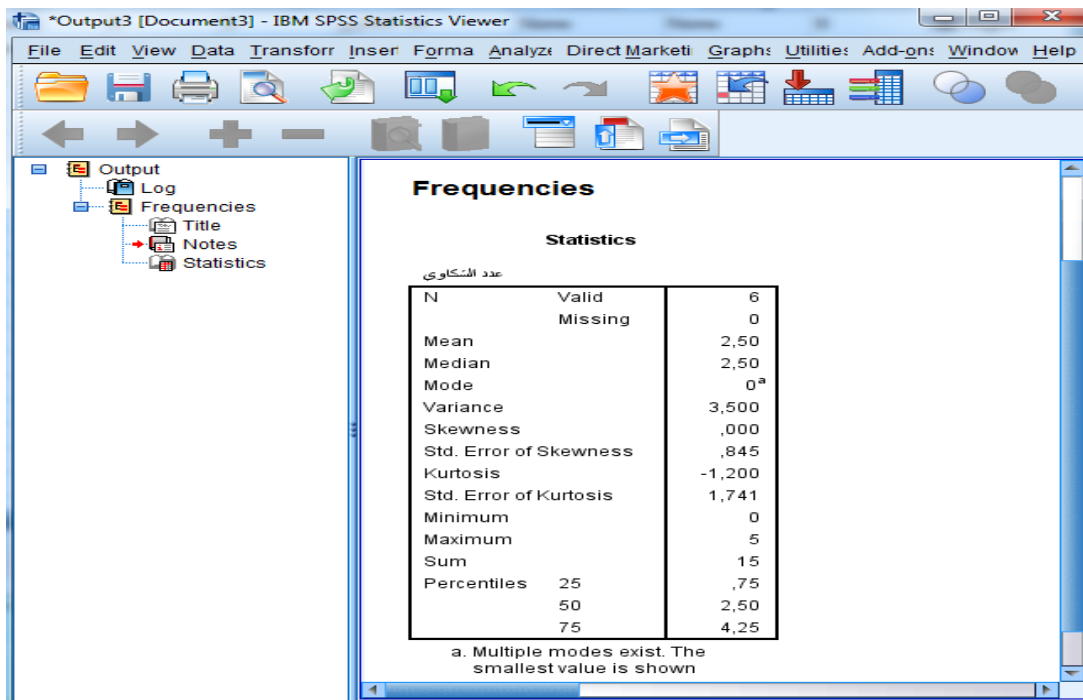 *Output3 [Document3] - IBM SPSS Statistics Viewer
File Edit View Data Transforr Inser Forma Analyze Direct Marketi Graphs Utilities Add-ons Window Help
Output
Log
Frequencies
Title
Notes
Statistics
Frequencies
Statistics
عدد الشكاوى
N Valid 6
Missing 0
Mean 2,50
Median 2,50
Mode 0a
Variance 3,500
Skewness ,000
Std. Error of Skewness ,845
Kurtosis -1,200
Std. Error of Kurtosis 1,741
Minimum 0
Maximum 5
Sum 15
Percentiles 25 ,75
50 2,50
75 4,25
a. Multiple modes exist. The
smallest value is shown